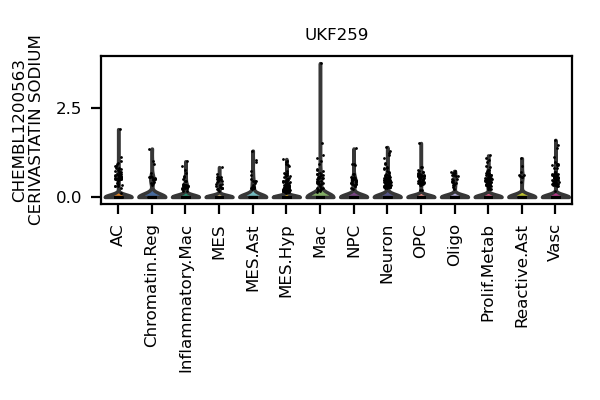 UKF259
CHEMBL1200563
CERIVASTATIN SODIUM
2.5
0.0
AC
Chromatin.Reg
Inflammatory.Mac
MES
MES.Ast
MES.Hyp
Mac
NPC
Neuron
OPC
Oligo
Prolif.Metab
Reactive.Ast
Vasc